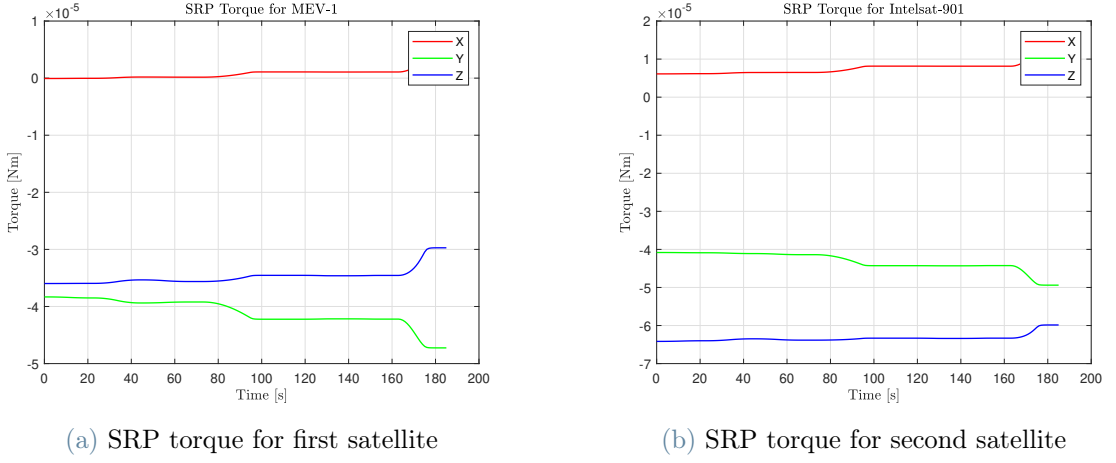 SRP Torque for MEV-1
×10⁻⁵
1
0
-1
-2
-3
-4
-5
Torque [Nm]
0 20 40 60 80 100 120 140 160 180 200
Time [s]
X
Y
Z
(a) SRP torque for first satellite
SRP Torque for Intelsat-901
×10⁻⁵
2
1
0
-1
-2
-3
-4
-5
-6
-7
Torque [Nm]
0 20 40 60 80 100 120 140 160 180 200
Time [s]
X
Y
Z
(b) SRP torque for second satellite